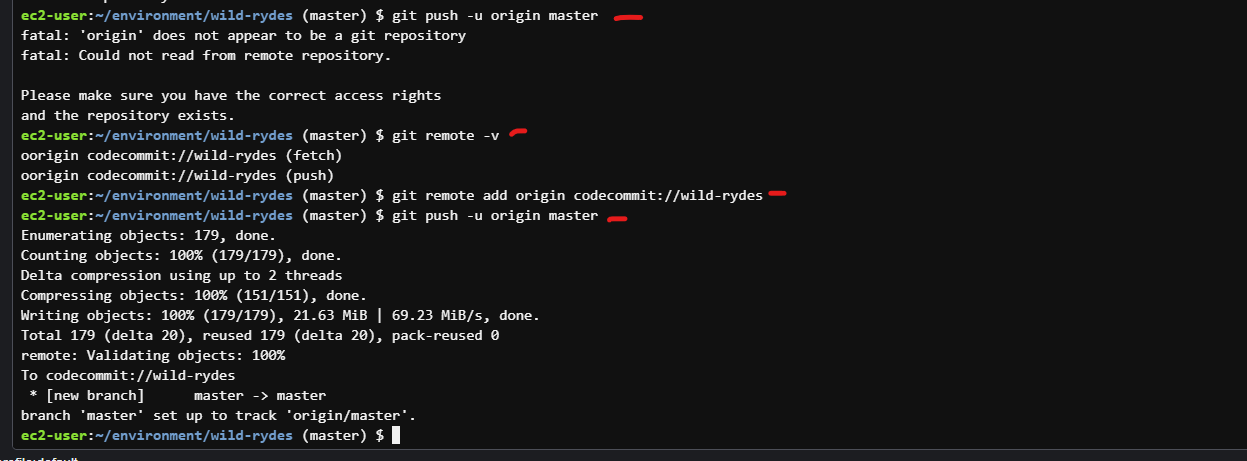 ec2-user:~/environment/wild-rydes (master) $ git push -u origin master
fatal: 'origin' does not appear to be a git repository
fatal: Could not read from remote repository.
Please make sure you have the correct access rights
and the repository exists.
ec2-user:~/environment/wild-rydes (master) $ git remote -v
oorigin codecommit://wild-rydes (fetch)
oorigin codecommit://wild-rydes (push)
ec2-user:~/environment/wild-rydes (master) $ git remote add origin codecommit://wild-rydes
ec2-user:~/environment/wild-rydes (master) $ git push -u origin master
Enumerating objects: 179, done.
Counting objects: 100% (179/179), done.
Delta compression using up to 2 threads
Compressing objects: 100% (151/151), done.
Writing objects: 100% (179/179), 21.63 MiB | 69.23 MiB/s, done.
Total 179 (delta 20), reused 179 (delta 20), pack-reused 0
remote: Validating objects: 100%
To codecommit://wild-rydes
 * [new branch]      master -> master
branch 'master' set up to track 'origin/master'.
ec2-user:~/environment/wild-rydes (master) $